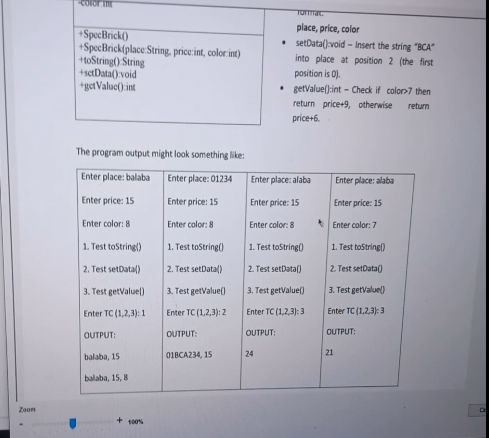 -color:int
format:
place, price, color
+SpecBrick()
+SpecBrick(place:String, price:int, color:int)
+toString():String
+setData():void
+getValue():int
• setData():void – Insert the string "BCA"
into place at position 2 (the first
position is 0).
• getValue():int – Check if color>7 then
return price+9, otherwise return
price+6.
The program output might look something like:
Enter place: balaba
Enter price: 15
Enter color: 8
1. Test toString()
2. Test setData()
3. Test getValue()
Enter TC (1,2,3): 1
OUTPUT:
balaba, 15
balaba, 15, 8
Enter place: 01234
Enter price: 15
Enter color: 8
1. Test toString()
2. Test setData()
3. Test getValue()
Enter TC (1,2,3): 2
OUTPUT:
01BCA234, 15
Enter place: alaba
Enter price: 15
Enter color: 8
1. Test toString()
2. Test setData()
3. Test getValue()
Enter TC (1,2,3): 3
OUTPUT:
24
Enter place: alaba
Enter price: 15
Enter color: 7
1. Test toString()
2. Test setData()
3. Test getValue()
Enter TC (1,2,3): 3
OUTPUT:
21
Zoom
- + 100%